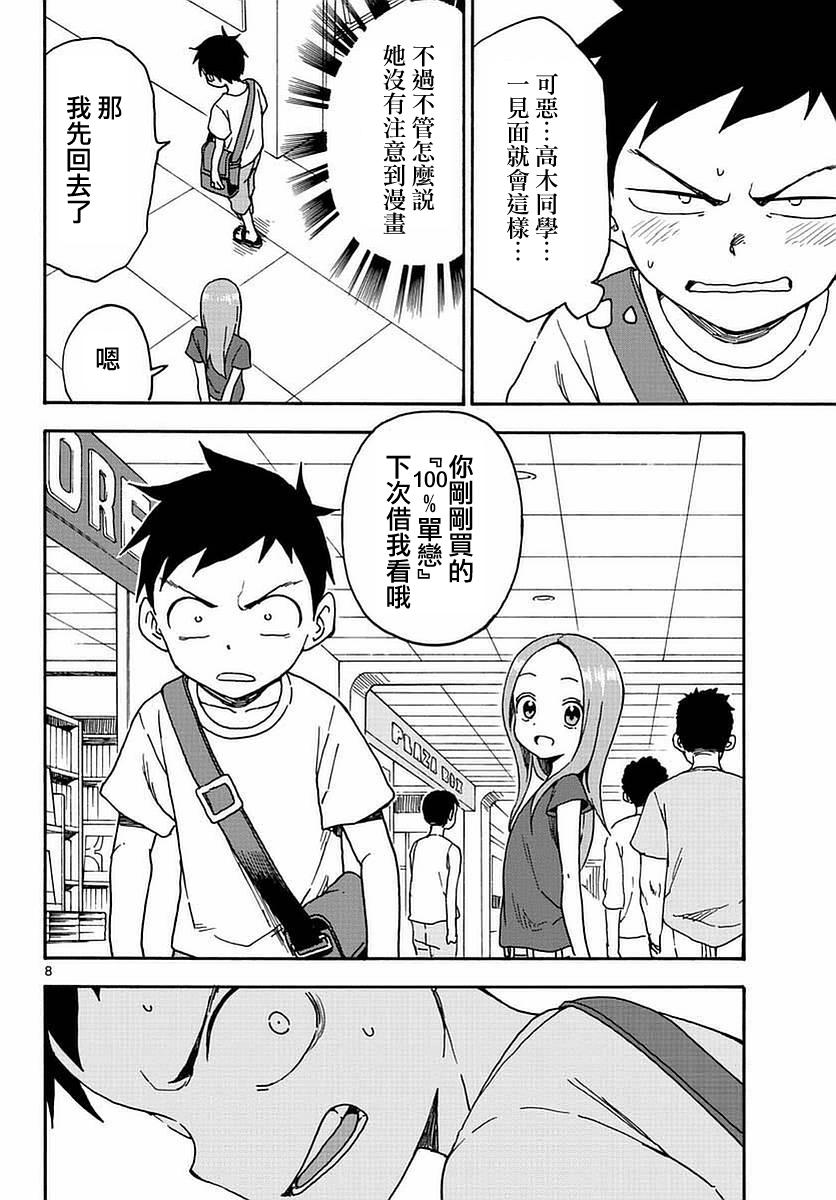 可惡…高木同學…
一見面就會這樣…
不過不管怎麼說
她沒有注意到漫畫
那
我先回去了
嗯
你剛剛買的
『100%單戀』
下次借我看哦
ORE
PLAZA BOX
8